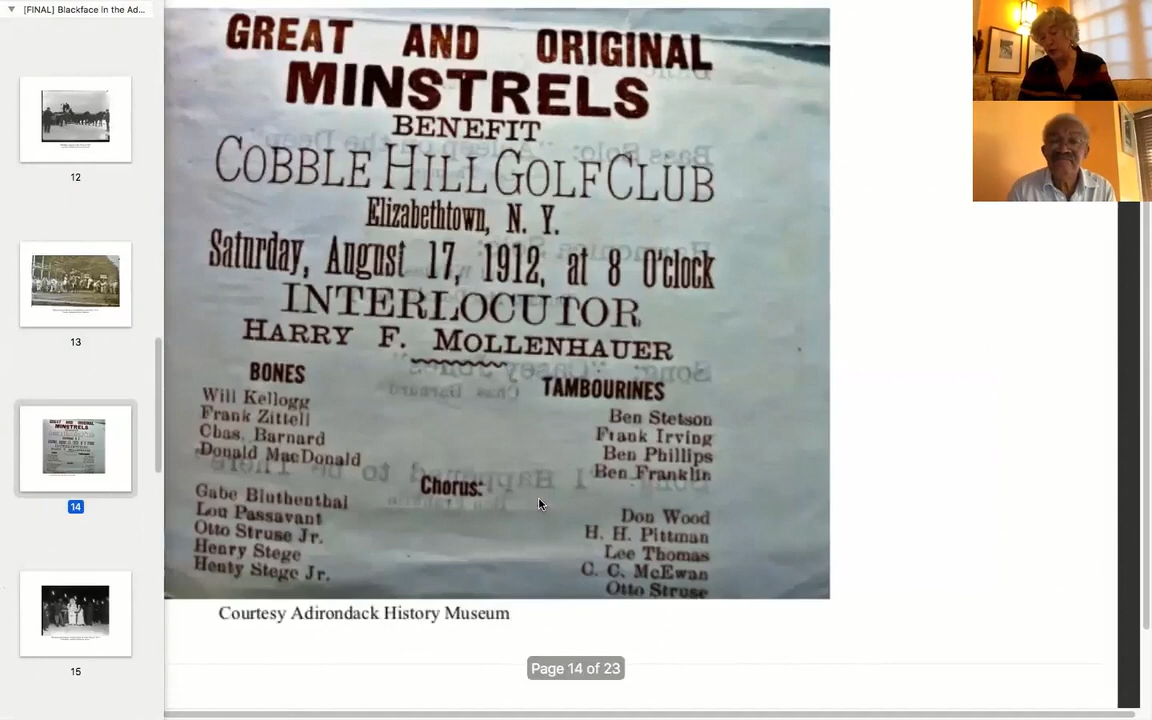 [FINAL] Blackface in the Ad...
12
13
14
15
GREAT AND ORIGINAL
MINSTRELS
BENEFIT
COBBLE HILL GOLF CLUB
Elizabethtown, N. Y.
Saturday, August 17, 1912, at 8 O'clock
INTERLOCUTOR
HARRY F. MOLLENHAUER
BONES
Will Kellogg
Frank Zittell
Chas. Barnard
Donald MacDonald
TAMBOURINES
Ben Stetson
Frank Irving
Ben Phillips
Ben Franklin
Chorus:
Gabe Bluthenthal
Lou Passavant
Otto Struse Jr.
Henry Stege
Henty Stege Jr.
Don Wood
H. H. Pittman
Lee Thomas
C. C. McEwan
Otto Struse
Courtesy Adirondack History Museum
Page 14 of 23